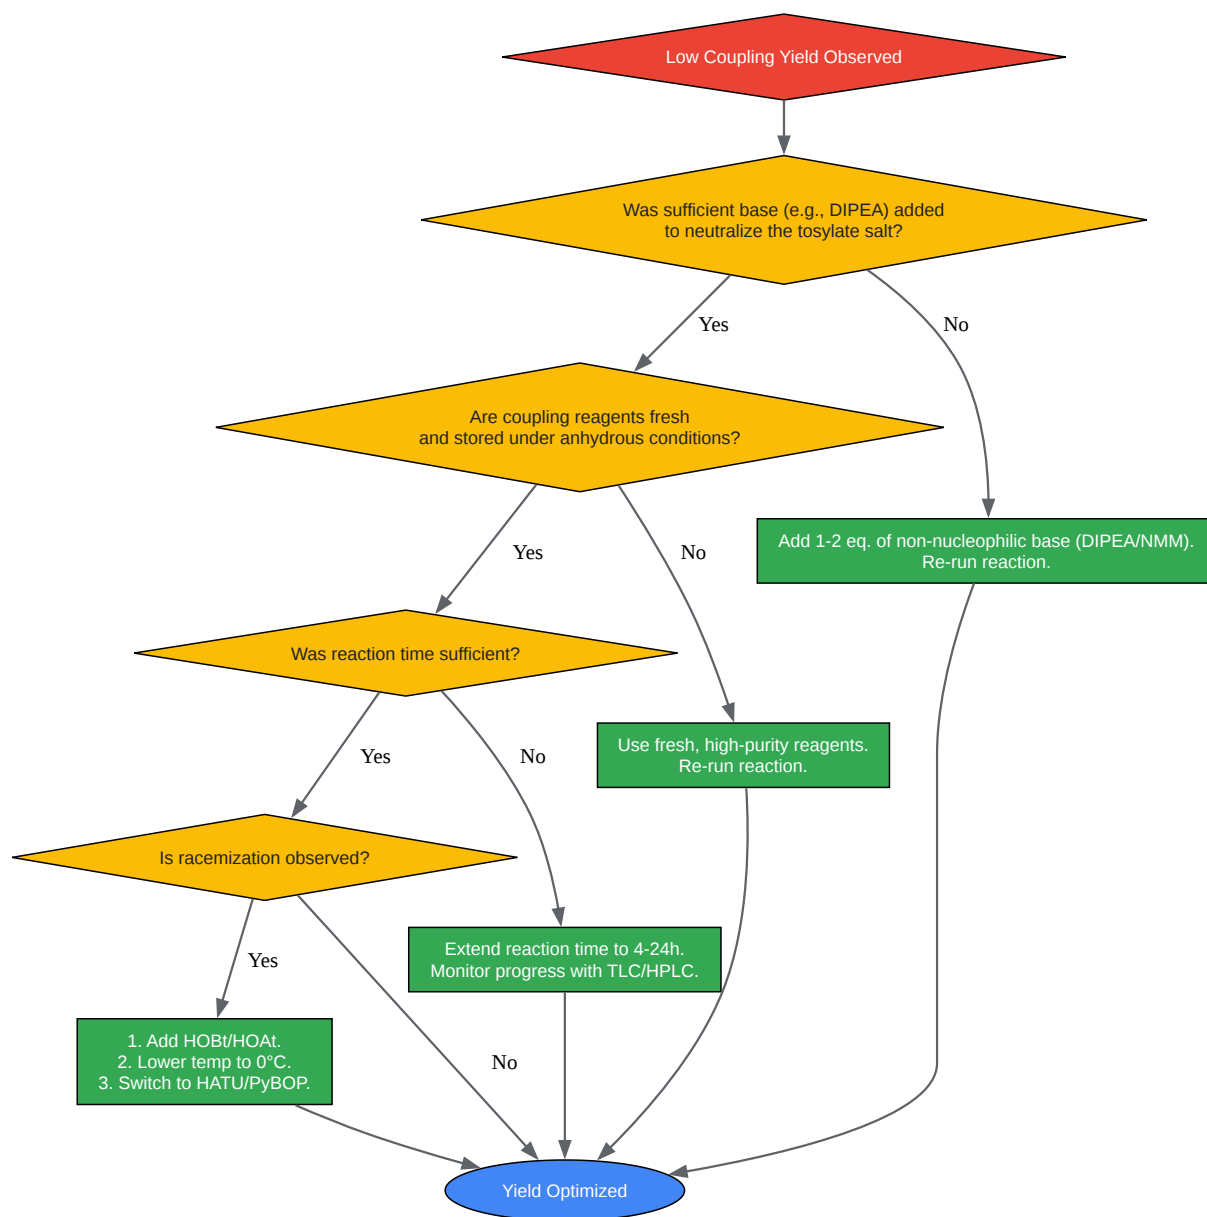 Low Coupling Yield Observed
Was sufficient base (e.g., DIPEA) added
to neutralize the tosylate salt?
Yes
No
Are coupling reagents fresh
and stored under anhydrous conditions?
Yes
No
Add 1-2 eq. of non-nucleophilic base (DIPEA/NMM).
Re-run reaction.
Was reaction time sufficient?
Yes
No
Use fresh, high-purity reagents.
Re-run reaction.
Is racemization observed?
Yes
No
Extend reaction time to 4-24h.
Monitor progress with TLC/HPLC.
1. Add HOBt/HOAt.
2. Lower temp to 0°C.
3. Switch to HATU/PyBOP.
Yield Optimized